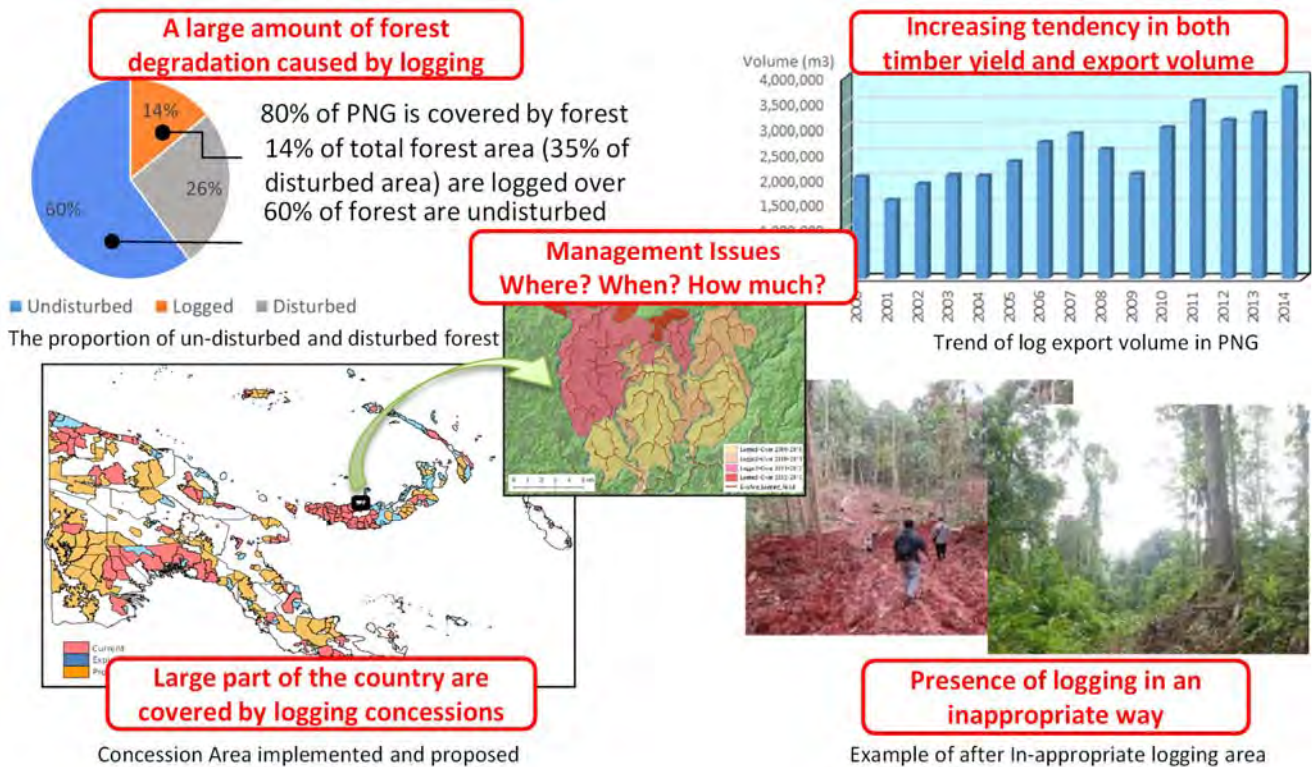 A large amount of forest
degradation caused by logging
14%
26%
60%
80% of PNG is covered by forest
14% of total forest area (35% of
disturbed area) are logged over
60% of forest are undisturbed
Undisturbed
Logged
Disturbed
The proportion of un-disturbed and disturbed forest
Increasing tendency in both
timber yield and export volume
Volume (m3)
4,000,000
3,500,000
3,000,000
2,500,000
2,000,000
1,500,000
2000
2001
2002
2003
2004
2005
2006
2007
2008
2009
2010
2011
2012
2013
2014
Trend of log export volume in PNG
Management Issues
Where? When? How much?
Current
Large part of the country are
covered by logging concessions
Concession Area implemented and proposed
Presence of logging in an
inappropriate way
Example of after In-appropriate logging area